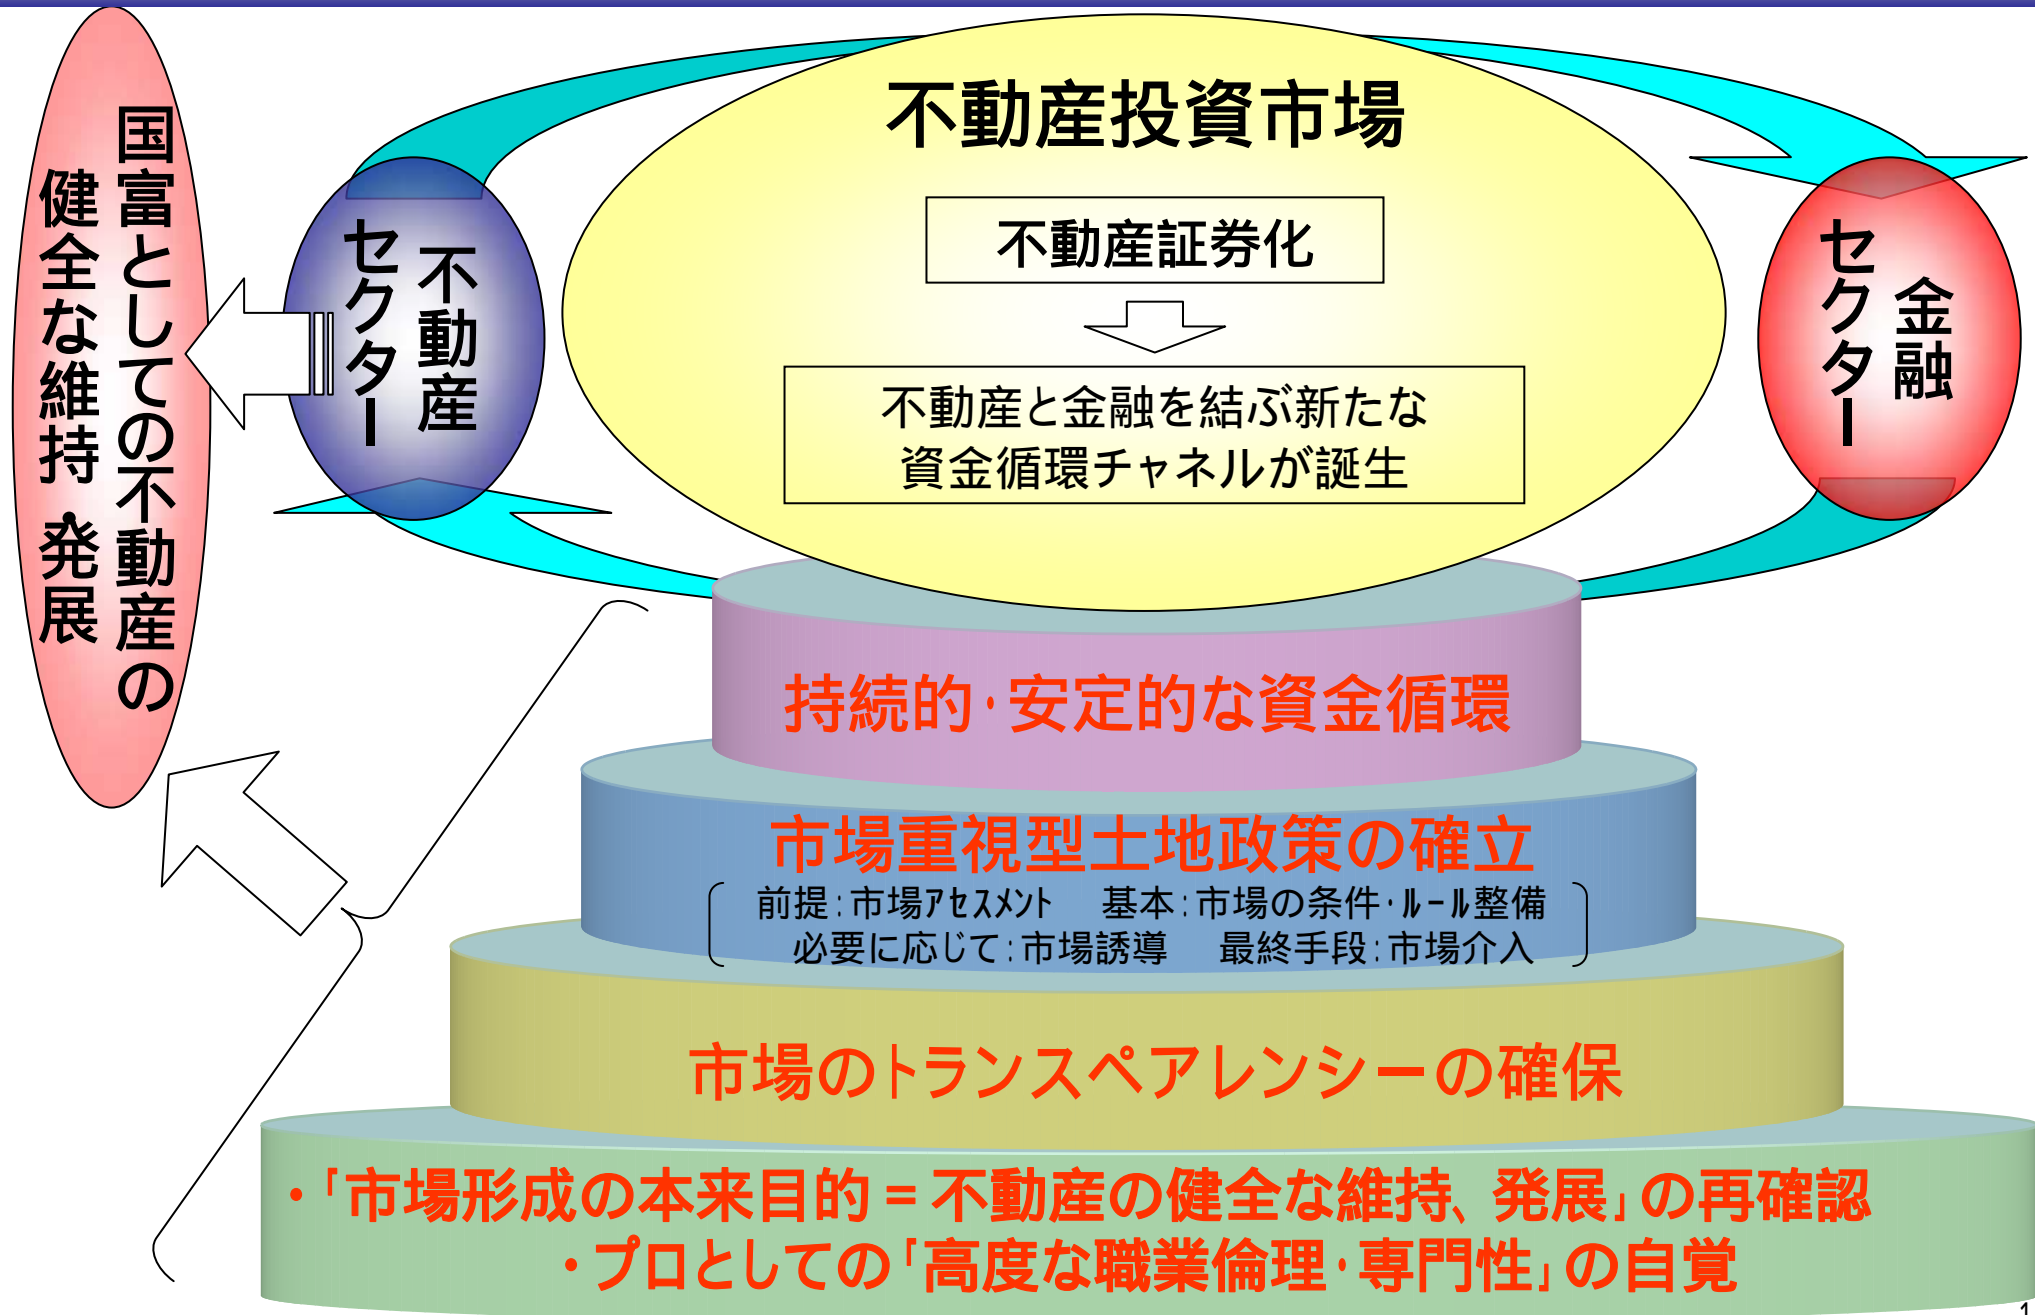 国富としての不動産の
健全な維持・発展
不動産
セクター
不動産投資市場
不動産証券化
不動産と金融を結ぶ新たな
資金循環チャネルが誕生
金融
セクター
持続的・安定的な資金循環
市場重視型土地政策の確立
前提：市場ｱｾｽﾒﾝﾄ　基本：市場の条件・ﾙｰﾙ整備
必要に応じて：市場誘導　最終手段：市場介入
市場のトランスペアレンシーの確保
・「市場形成の本来目的＝不動産の健全な維持、発展」の再確認
・プロとしての「高度な職業倫理・専門性」の自覚